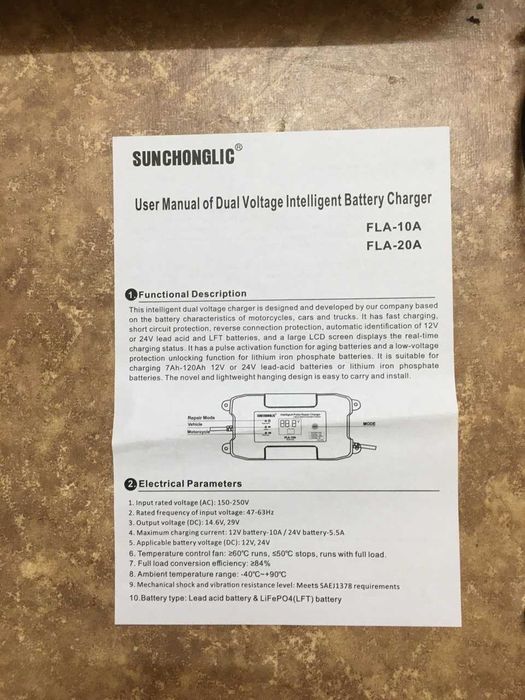 SUNCHONGLIC®
User Manual of Dual Voltage Intelligent Battery Charger
FLA-10A
FLA-20A
1. Functional Description
This intelligent dual voltage charger is designed and developed by our company based
on the battery characteristics of motorcycles, cars and trucks. It has fast charging,
short circuit protection, reverse connection protection, automatic identification of 12V
or 24V lead acid and LFT batteries, and a large LCD screen displays the real-time
charging status. It has a pulse activation function for aging batteries and a low-voltage
protection unlocking function for lithium iron phosphate batteries. It is suitable for
charging 7Ah-120Ah 12V or 24V lead-acid batteries or lithium iron phosphate
batteries. The novel and lightweight hanging design is easy to carry and install.
Repair Mode
Vehicle
Motorcycle
SUNCHONGLIC®
Intelligent Pulse Repair Charger
88.8
FLA-10A
MODE
2. Electrical Parameters
1. Input rated voltage (AC): 150-250V
2. Rated frequency of input voltage: 47-63Hz
3. Output voltage (DC): 14.6V, 29V
4. Maximum charging current: 12V battery-10A / 24V battery-5.5A
5. Applicable battery voltage (DC): 12V, 24V
6. Temperature control fan: ≥60℃ runs, ≤50℃ stops, runs with full load.
7. Full load conversion efficiency: ≥84%
8. Ambient temperature range: -40℃~+90℃
9. Mechanical shock and vibration resistance level: Meets SAEJ1378 requirements
10.Battery type: Lead acid battery & LiFePO4(LFT) battery